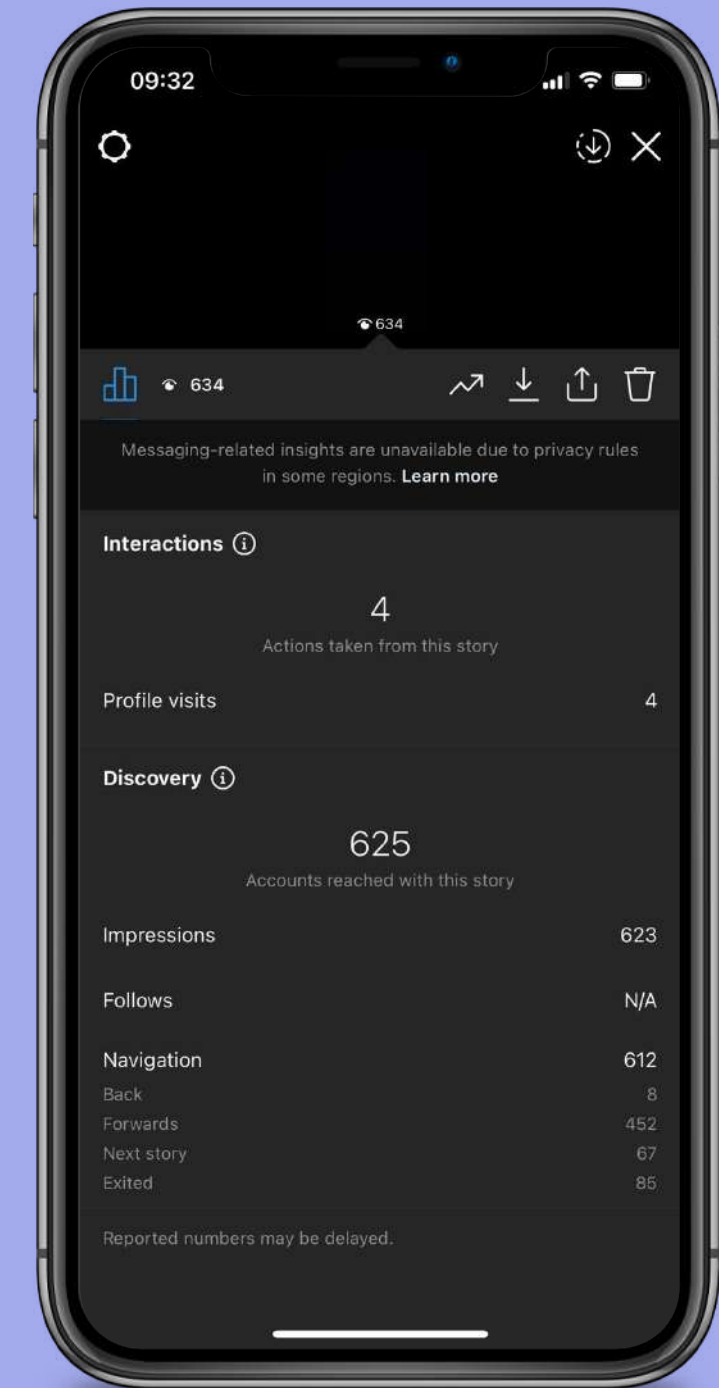 09:32
634
634
Messaging-related insights are unavailable due to privacy rules
in some regions. Learn more
Interactions
4
Actions taken from this story
Profile visits 4
Discovery
625
Accounts reached with this story
Impressions 623
Follows N/A
Navigation 612
Back 8
Forwards 452
Next story 67
Exited 85
Reported numbers may be delayed.